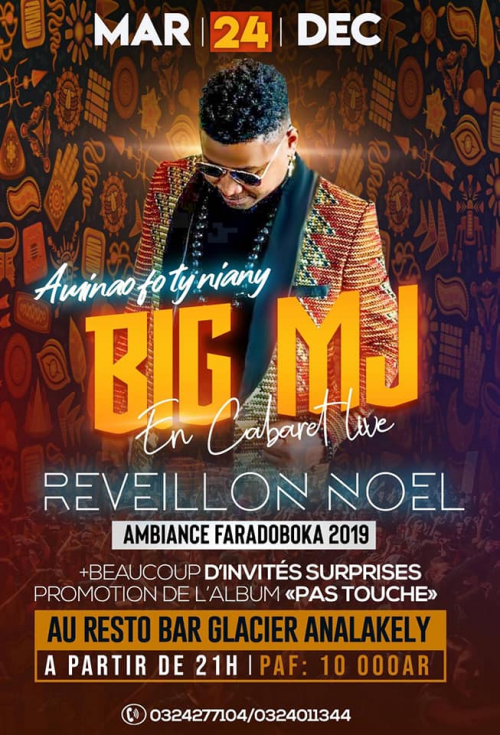 MAR | 24 | DEC
Aminao fo ty niany
BIG MJ
En Cabaret live
REVEILLON NOEL
AMBIANCE FARADOBOKA 2019
+BEAUCOUP D'INVITÉS SURPRISES
PROMOTION DE L'ALBUM «PAS TOUCHE»
AU RESTO BAR GLACIER ANALAKELY
A PARTIR DE 21H | PAF: 10 000AR
0324277104/0324011344